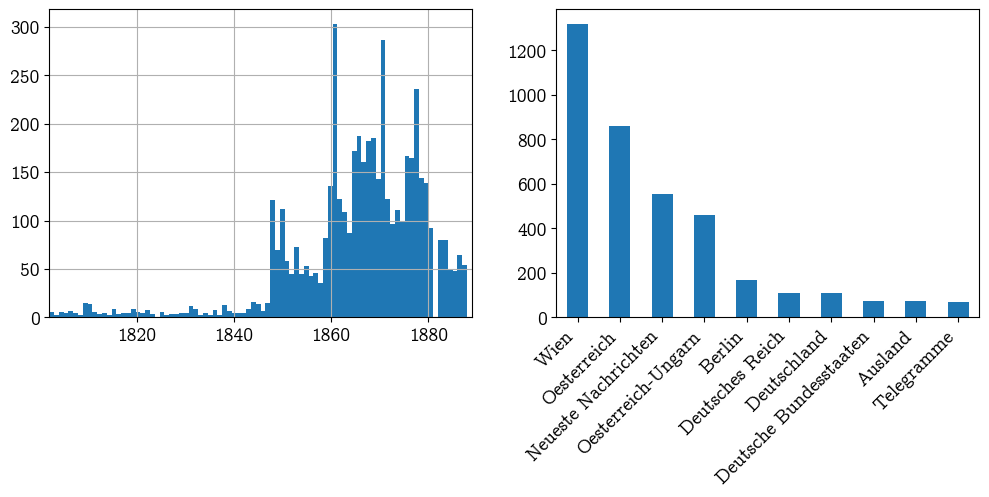 300
250
200
150
100
50
0
1820 1840 1860 1880
1200
1000
800
600
400
200
0
Wien
Oesterreich
Neueste Nachrichten
Oesterreich-Ungarn
Berlin
Deutsches Reich
Deutschland
Deutsche Bundesstaaten
Ausland
Telegramme